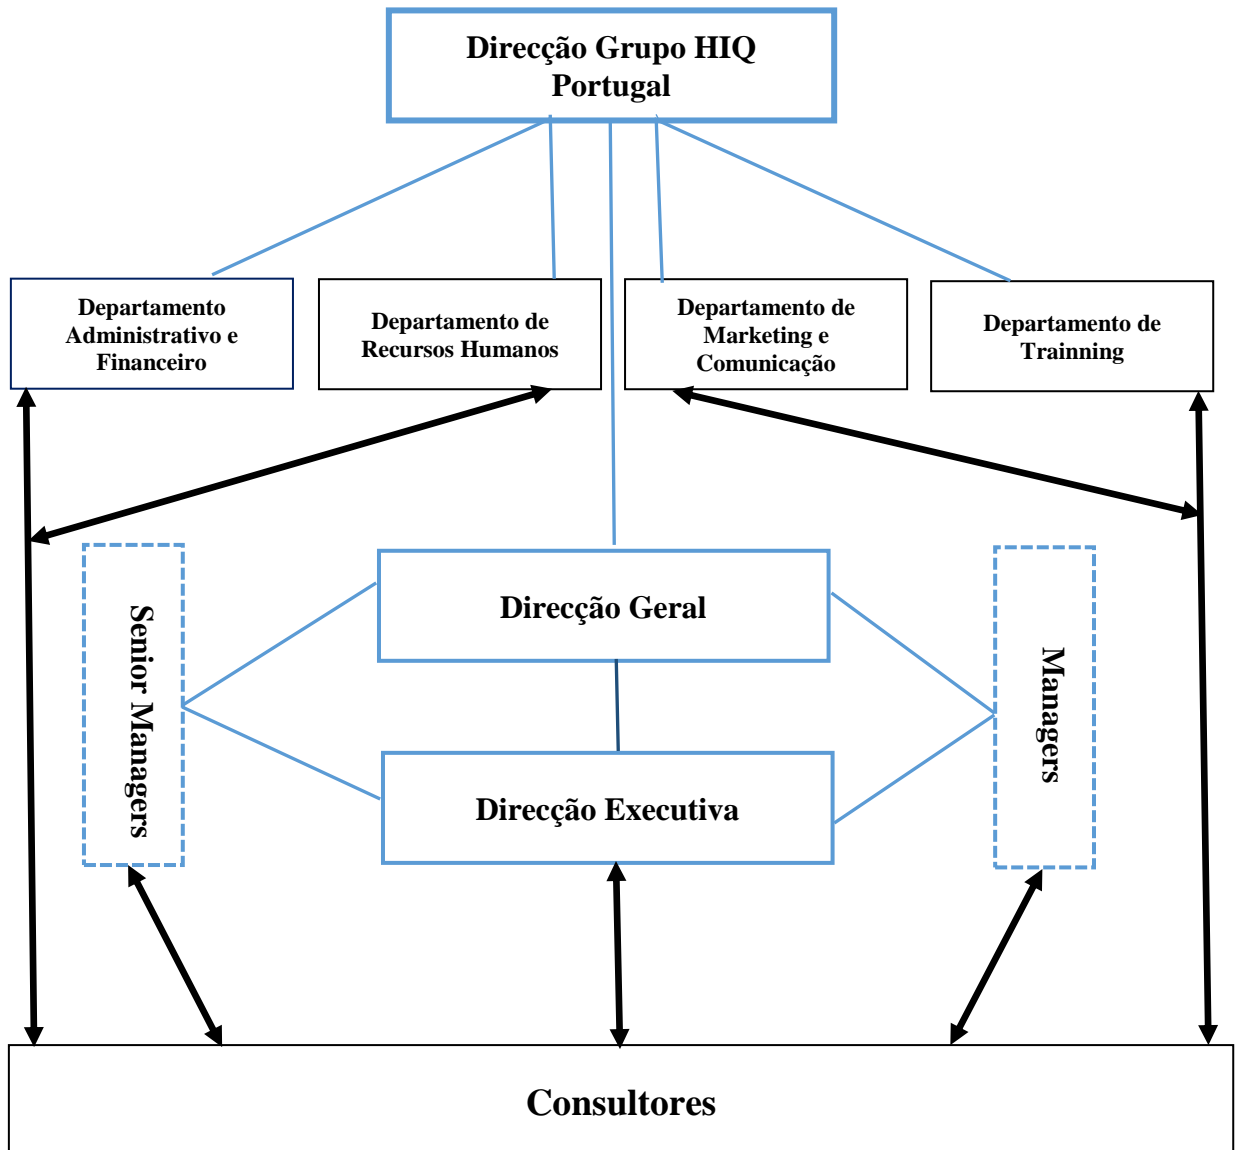 Direcção Grupo HIQ
Portugal
Departamento
Administrativo e
Financeiro
Departamento de
Recursos Humanos
Departamento de
Marketing e
Comunicação
Departamento de
Trainning
Senior Managers
Direcção Geral
Managers
Direcção Executiva
Consultores